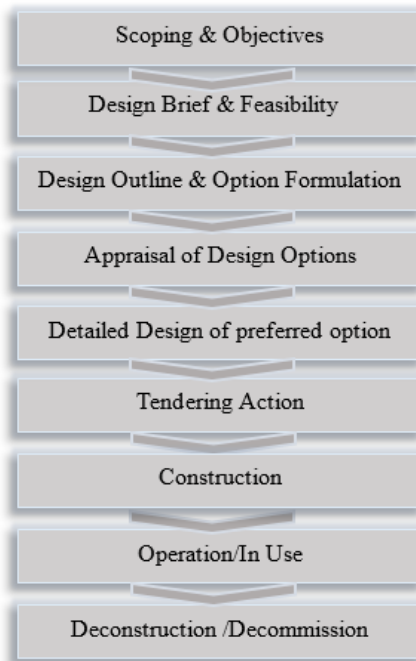 Scoping & Objectives
Design Brief & Feasibility
Design Outline & Option Formulation
Appraisal of Design Options
Detailed Design of preferred option
Tendering Action
Construction
Operation/In Use
Deconstruction /Decommission